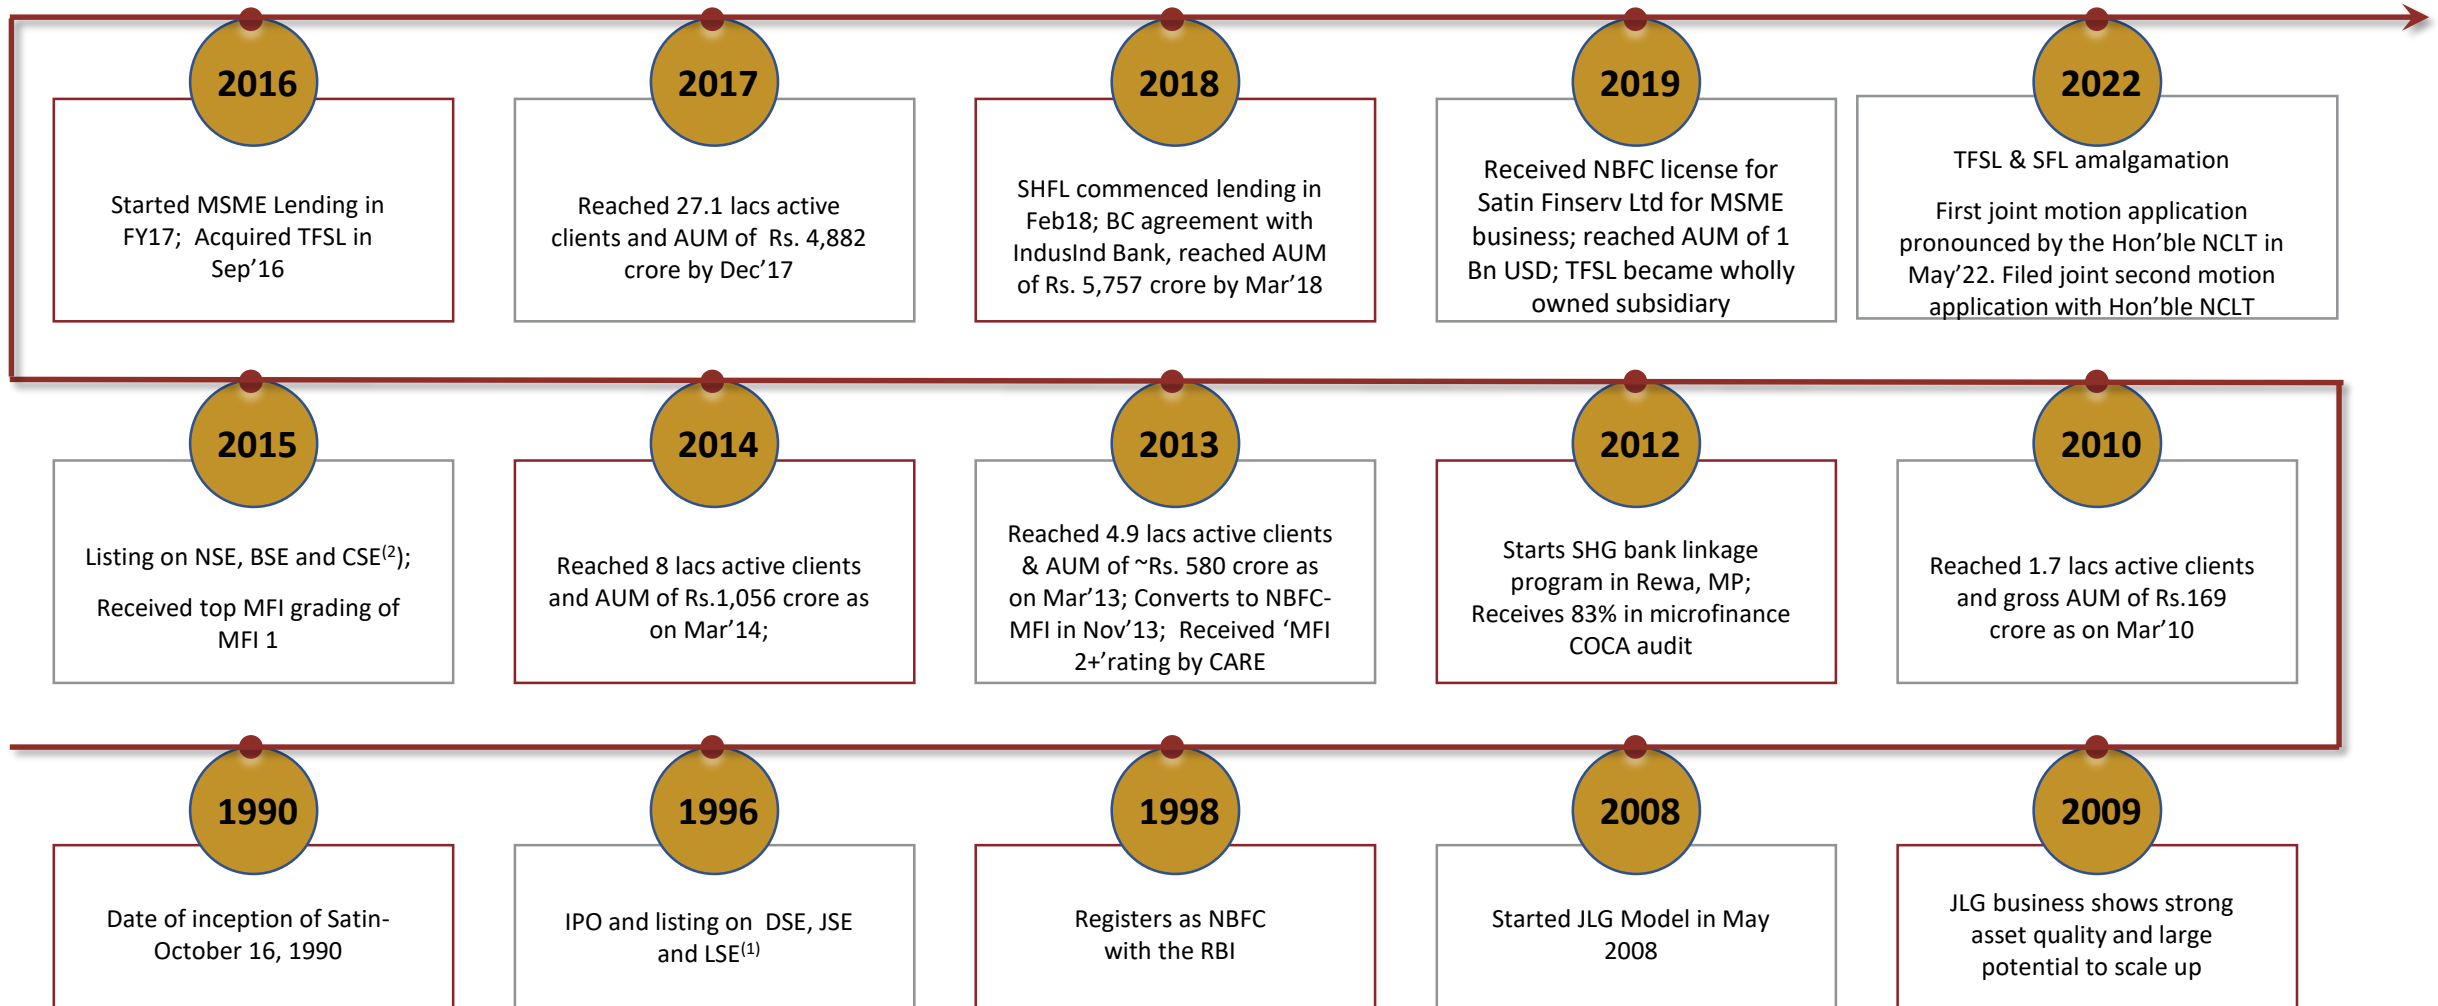 2016
Started MSME Lending in
FY17;  Acquired TFSL in
Sep’16
2017
Reached 27.1 lacs active
clients and AUM of  Rs. 4,882
crore by Dec’17
2018
SHFL commenced lending in
Feb18; BC agreement with
IndusInd Bank, reached AUM
of Rs. 5,757 crore by Mar’18
2019
Received NBFC license for
Satin Finserv Ltd for MSME
business; reached AUM of 1
Bn USD; TFSL became wholly
owned subsidiary
2022
TFSL & SFL amalgamation
First joint motion application
pronounced by the Hon’ble NCLT in
May’22. Filed joint second motion
application with Hon’ble NCLT
2015
Listing on NSE, BSE and CSE(2);
Received top MFI grading of
MFI 1
2014
Reached 8 lacs active clients
and AUM of Rs.1,056 crore as
on Mar’14;
2013
Reached 4.9 lacs active clients
& AUM of ~Rs. 580 crore as
on Mar’13; Converts to NBFC-
MFI in Nov’13;  Received ‘MFI
2+’rating by CARE
2012
Starts SHG bank linkage
program in Rewa, MP;
Receives 83% in microfinance
COCA audit
2010
Reached 1.7 lacs active clients
and gross AUM of Rs.169
crore as on Mar’10
1990
Date of inception of Satin-
October 16, 1990
1996
IPO and listing on  DSE, JSE
and LSE(1)
1998
Registers as NBFC
with the RBI
2008
Started JLG Model in May
2008
2009
JLG business shows strong
asset quality and large
potential to scale up